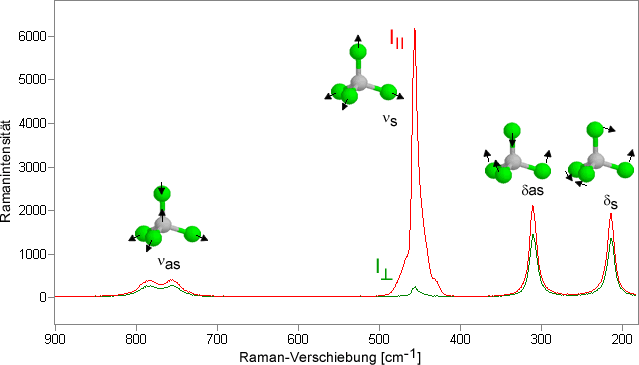 Ramanintensität
6000
5000
4000
3000
2000
1000
0
I||
νs
δas
δs
νas
I⊥
900
800
700
600
500
400
300
200
Raman-Verschiebung [cm-1]